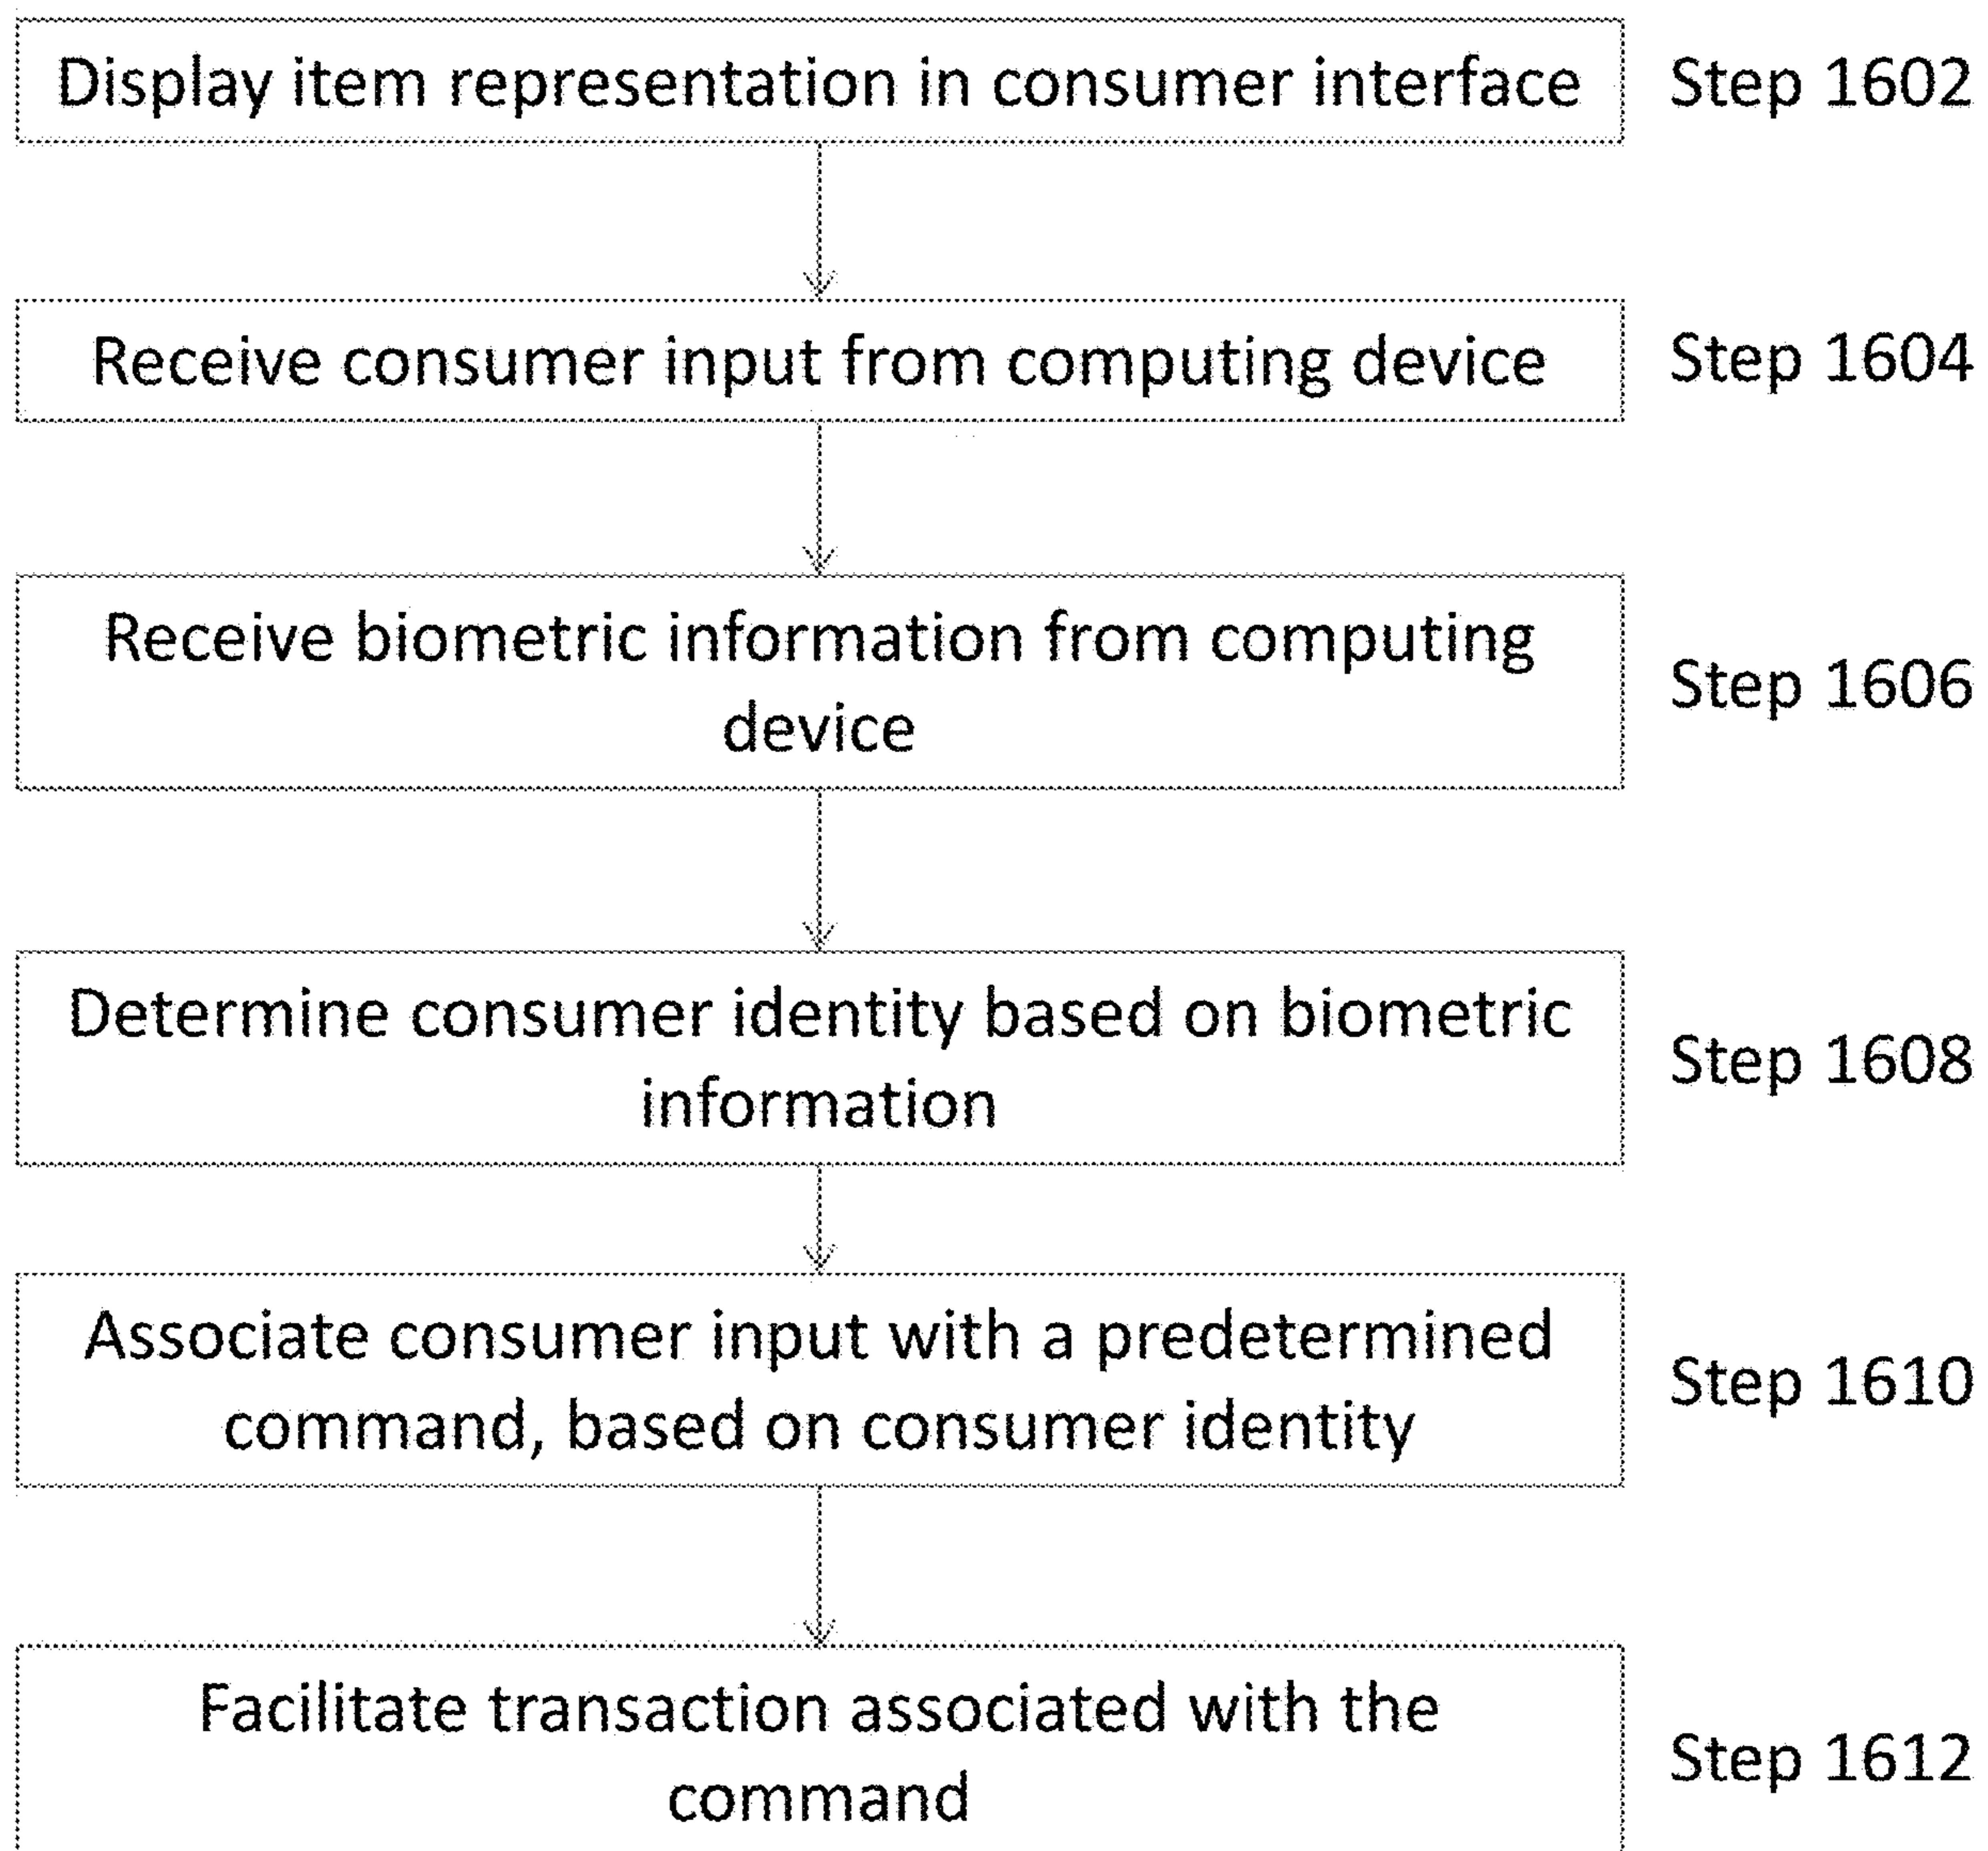 Display item representation in consumer interface
Step 1602
Receive consumer input from computing device
Step 1604
Receive biometric information from computing
device
Step 1606
Determine consumer identity based on biometric
information
Step 1608
Associate consumer input with a predetermined
command, based on consumer identity
Step 1610
Facilitate transaction associated with the
command
Step 1612